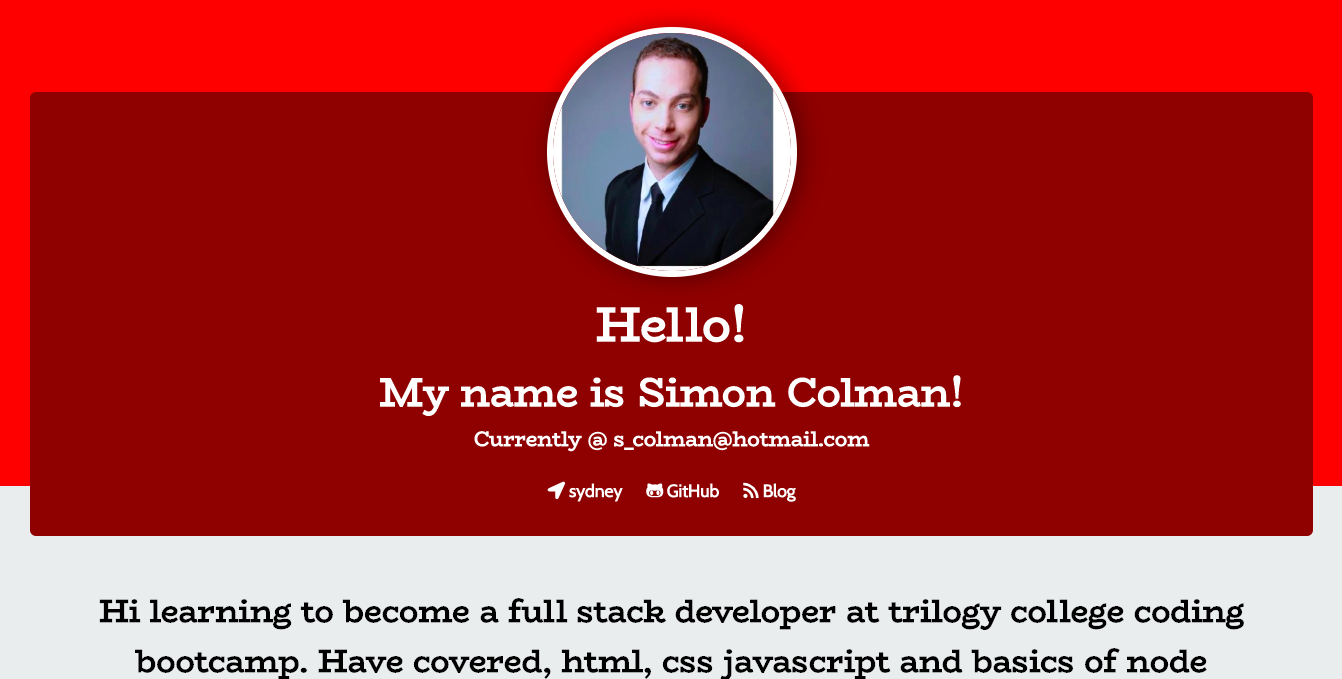 Hello!
My name is Simon Colman!
Currently @ s_colman@hotmail.com
sydney GitHub Blog
Hi learning to become a full stack developer at trilogy college coding
bootcamp. Have covered, html, css javascript and basics of node